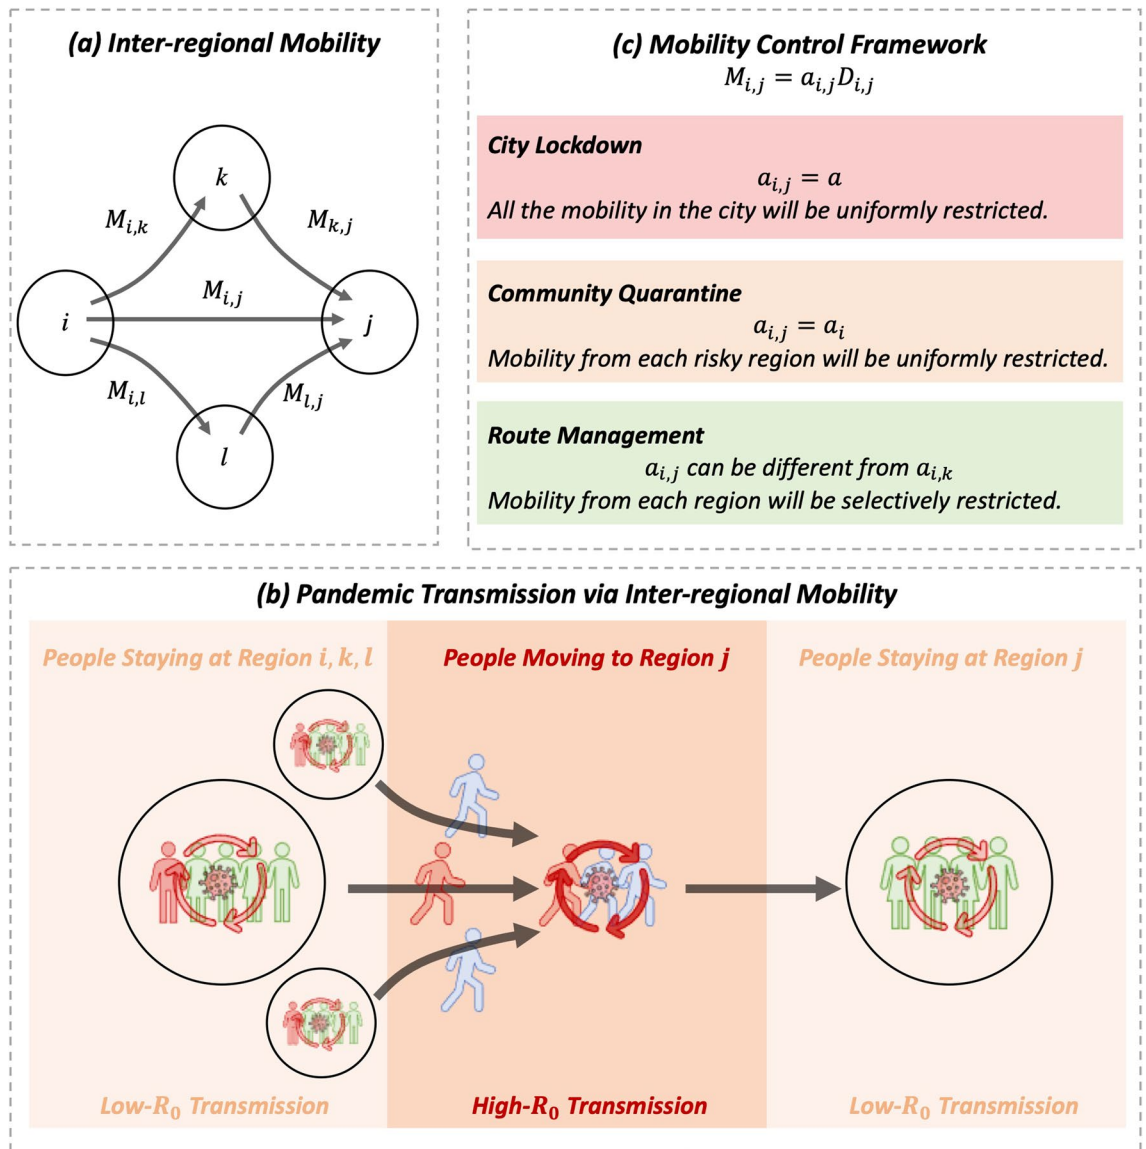 (a) Inter-regional Mobility
k
M_{i,k}
M_{k,j}
M_{i,j}
i
j
M_{i,l}
M_{l,j}
l
(c) Mobility Control Framework
M_{i,j} = a_{i,j}D_{i,j}
City Lockdown
a_{i,j} = a
All the mobility in the city will be uniformly restricted.
Community Quarantine
a_{i,j} = a_i
Mobility from each risky region will be uniformly restricted.
Route Management
a_{i,j} can be different from a_{i,k}
Mobility from each region will be selectively restricted.
(b) Pandemic Transmission via Inter-regional Mobility
People Staying at Region i, k, l
People Moving to Region j
People Staying at Region j
Low-R_0 Transmission
High-R_0 Transmission
Low-R_0 Transmission